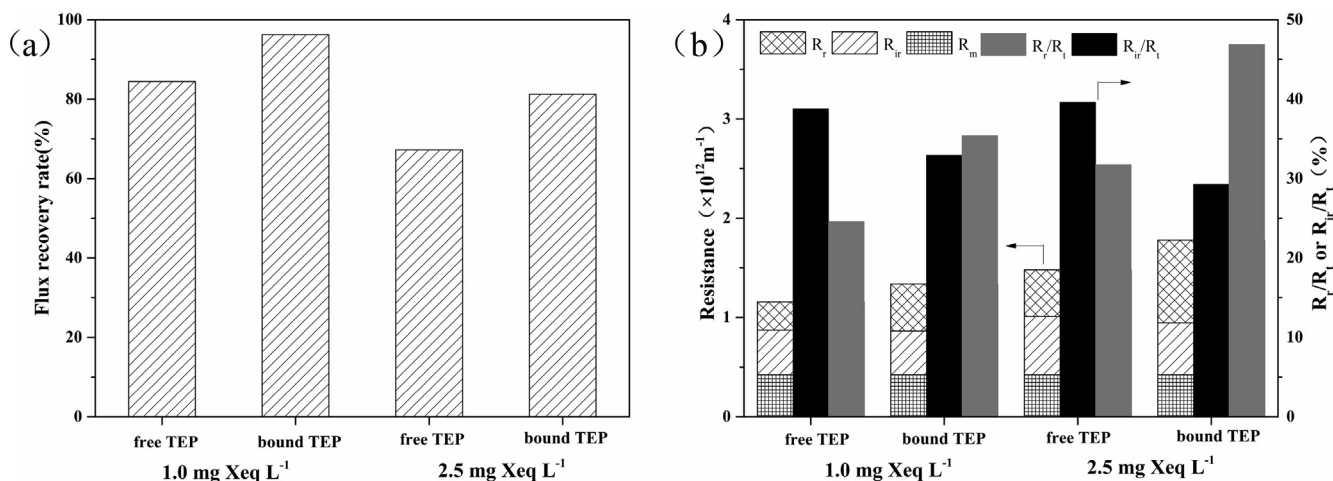 (a)
Flux recovery rate(%)
100
80
60
40
20
0
free TEP bound TEP free TEP bound TEP
1.0 mg Xeq L⁻¹ 2.5 mg Xeq L⁻¹
(b)
Rᵣ Rᵢᵣ Rₘ Rᵣ/Rₜ Rᵢᵣ/Rₜ
Resistance (×10¹²m⁻¹)
4
3
2
1
0
50
40
30
20
10
0
Rᵣ/Rₜ or Rᵢᵣ/Rₜ (%)
free TEP bound TEP free TEP bound TEP
1.0 mg Xeq L⁻¹ 2.5 mg Xeq L⁻¹